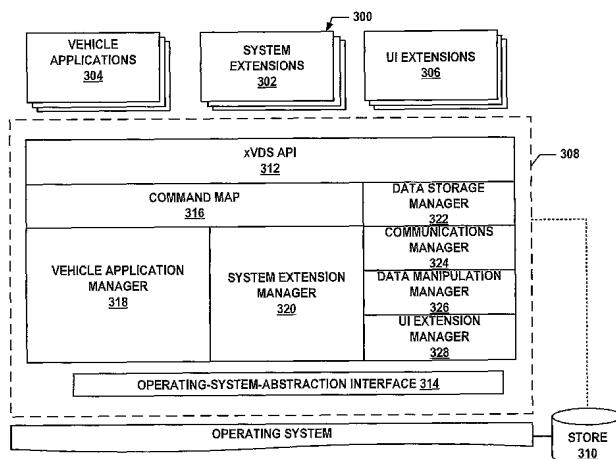 300
VEHICLE
APPLICATIONS
304
SYSTEM
EXTENSIONS
302
UI EXTENSIONS
306
308
xVDS API
312
COMMAND MAP
316
DATA STORAGE
MANAGER
322
COMMUNICATIONS
MANAGER
324
VEHICLE APPLICATION
MANAGER
318
SYSTEM EXTENSION
MANAGER
320
DATA MANIPULATION
MANAGER
326
UI EXTENSION
MANAGER
328
OPERATING-SYSTEM-ABSTRACTION INTERFACE 314
OPERATING SYSTEM
STORE
310